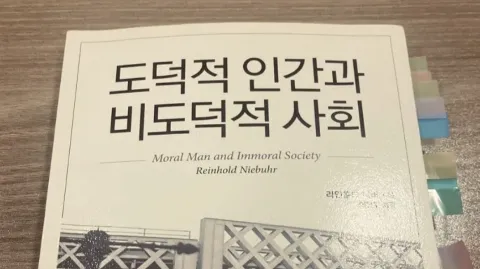 도덕적 인간과
비도덕적 사회
Moral Man and Immoral Society
Reinhold Niebuhr